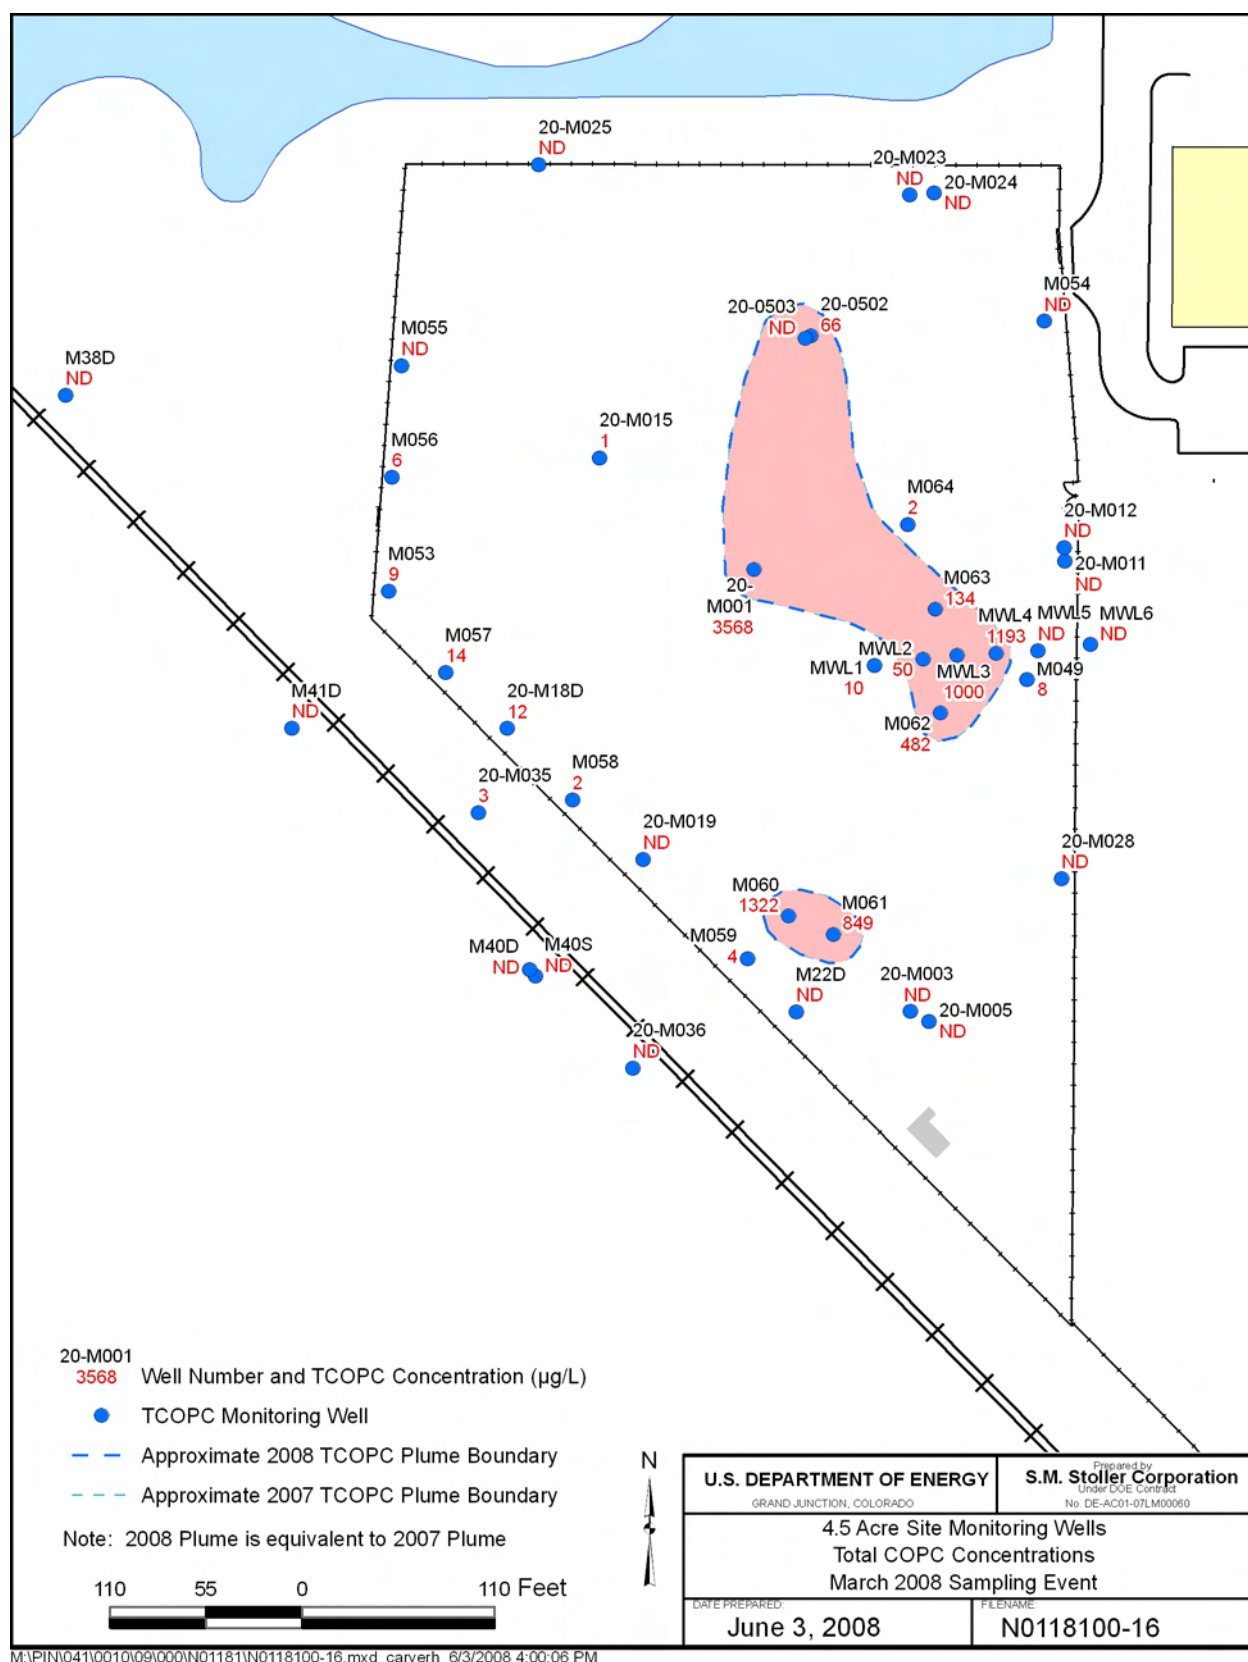 20-M025
ND
20-M023
ND
20-M024
ND
M054
ND
20-0503
ND
20-0502
66
M055
ND
M38D
ND
20-M015
1
M056
6
M064
2
20-M012
ND
20-M011
ND
M053
9
20-
M001
3568
M063
134
MWL4
1193
MWL5
ND
MWL6
ND
M057
14
MWL2
50
MWL1
10
MWL3
1000
M049
8
M41D
ND
20-M18D
12
M062
482
M058
2
20-M035
3
20-M019
ND
20-M028
ND
M060
1322
M061
849
M059
4
M40D
ND
M40S
ND
M22D
ND
20-M003
ND
20-M005
ND
20-M036
ND
20-M001
3568
Well Number and TCOPC Concentration (µg/L)
TCOPC Monitoring Well
Approximate 2008 TCOPC Plume Boundary
Approximate 2007 TCOPC Plume Boundary
Note: 2008 Plume is equivalent to 2007 Plume
110 55 0 110 Feet
N
U.S. DEPARTMENT OF ENERGY
GRAND JUNCTION, COLORADO
Prepared by
S.M. Stoller Corporation
Under DOE Contract
No. DE-AC01-07LM00060
4.5 Acre Site Monitoring Wells
Total COPC Concentrations
March 2008 Sampling Event
DATE PREPARED:
June 3, 2008
FILENAME:
N0118100-16
M:\PIN\041\0010\09\000\N01181\N0118100-16.mxd carverh 6/3/2008 4:00:06 PM